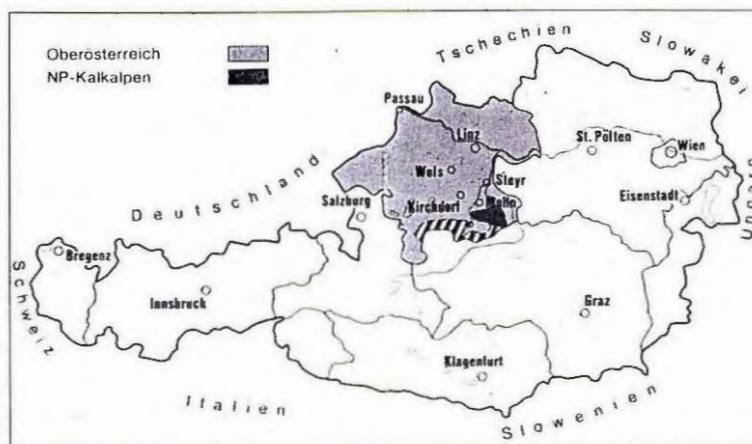 Oberösterreich
NP-Kalkalpen
Tschechien
Slowakei
Passau
Linz
St. Pölten
Wien
Wels
Steyr
Deutschland
Salzburg
Kirchdorf
Molln
Eisenstadt
Ungarn
Schweiz
Bregenz
Innsbruck
Graz
Klagenfurt
Italien
Slowenien